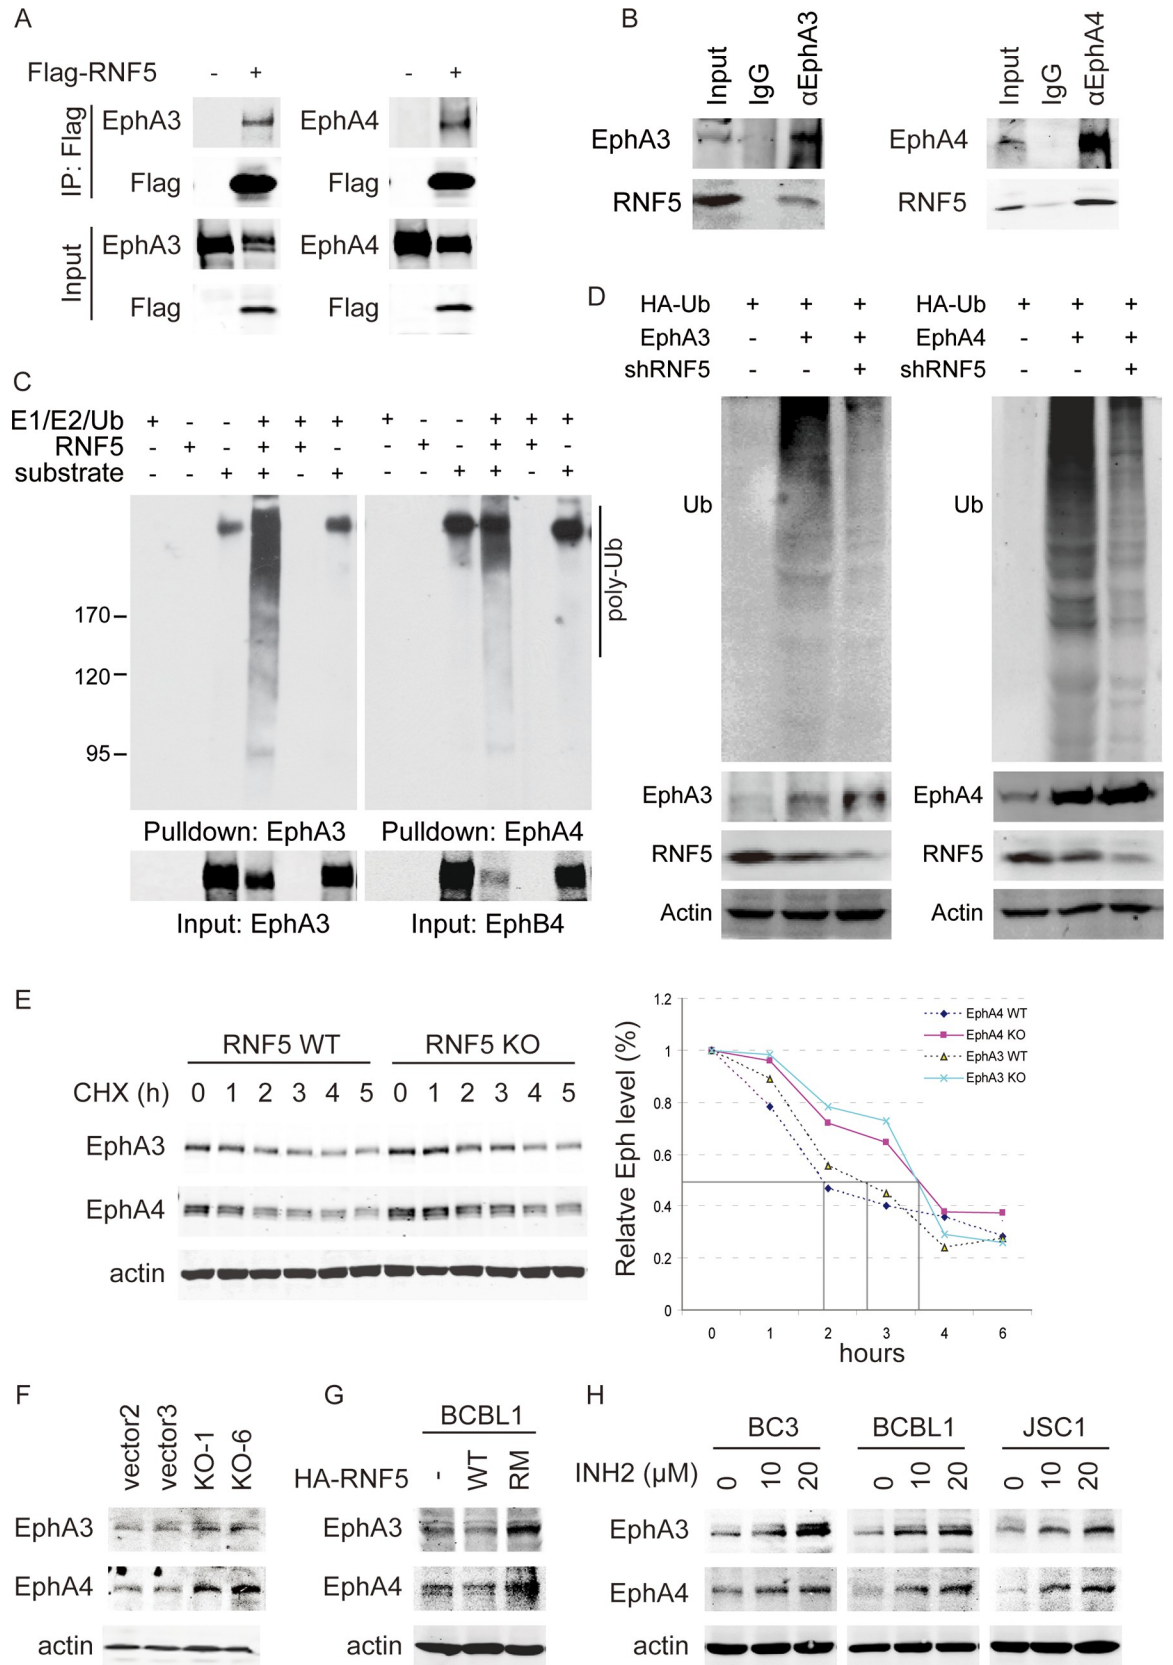 A
Flag-RNF5 - + - +
IP: Flag
EphA3 EphA4
Flag Flag
Input
EphA3 EphA4
Flag Flag
B
Input IgG αEphA3 Input IgG αEphA4
EphA3 EphA4
RNF5 RNF5
C
E1/E2/Ub + - - + + + + - - + + +
RNF5 - + - + + - - + - + + -
substrate - - + + - + - - + + - +
170
120
95
poly-Ub
Pulldown: EphA3 Pulldown: EphA4
Input: EphA3 Input: EphB4
D
HA-Ub + + + HA-Ub + + +
EphA3 - + + EphA4 - + +
shRNF5 - - + shRNF5 - - +
Ub Ub
EphA3 EphA4
RNF5 RNF5
Actin Actin
E
RNF5 WT RNF5 KO
CHX (h) 0 1 2 3 4 5 0 1 2 3 4 5
EphA3
EphA4
actin
Relatve Eph level (%)
1.2
1
0.8
0.6
0.4
0.2
0
0 1 2 3 4 6
hours
EphA4 WT
EphA4 KO
EphA3 WT
EphA3 KO
F
vector2 vector3 KO-1 KO-6
EphA3
EphA4
actin
G
BCBL1
HA-RNF5 - WT RM
EphA3
EphA4
actin
H
BC3 BCBL1 JSC1
INH2 (µM) 0 10 20 0 10 20 0 10 20
EphA3
EphA4
actin